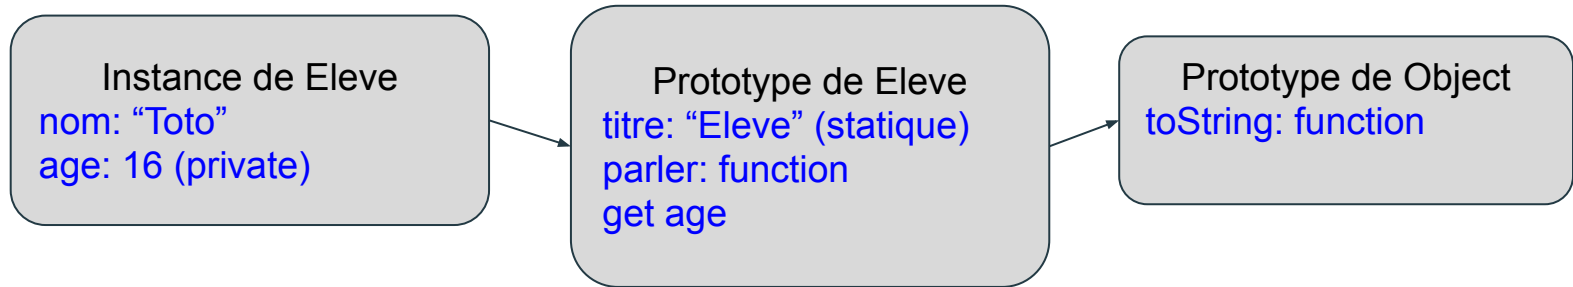 Instance de Eleve
nom: “Toto”
age: 16 (private)
Prototype de Eleve
titre: “Eleve” (statique)
parler: function
get age
Prototype de Object
toString: function